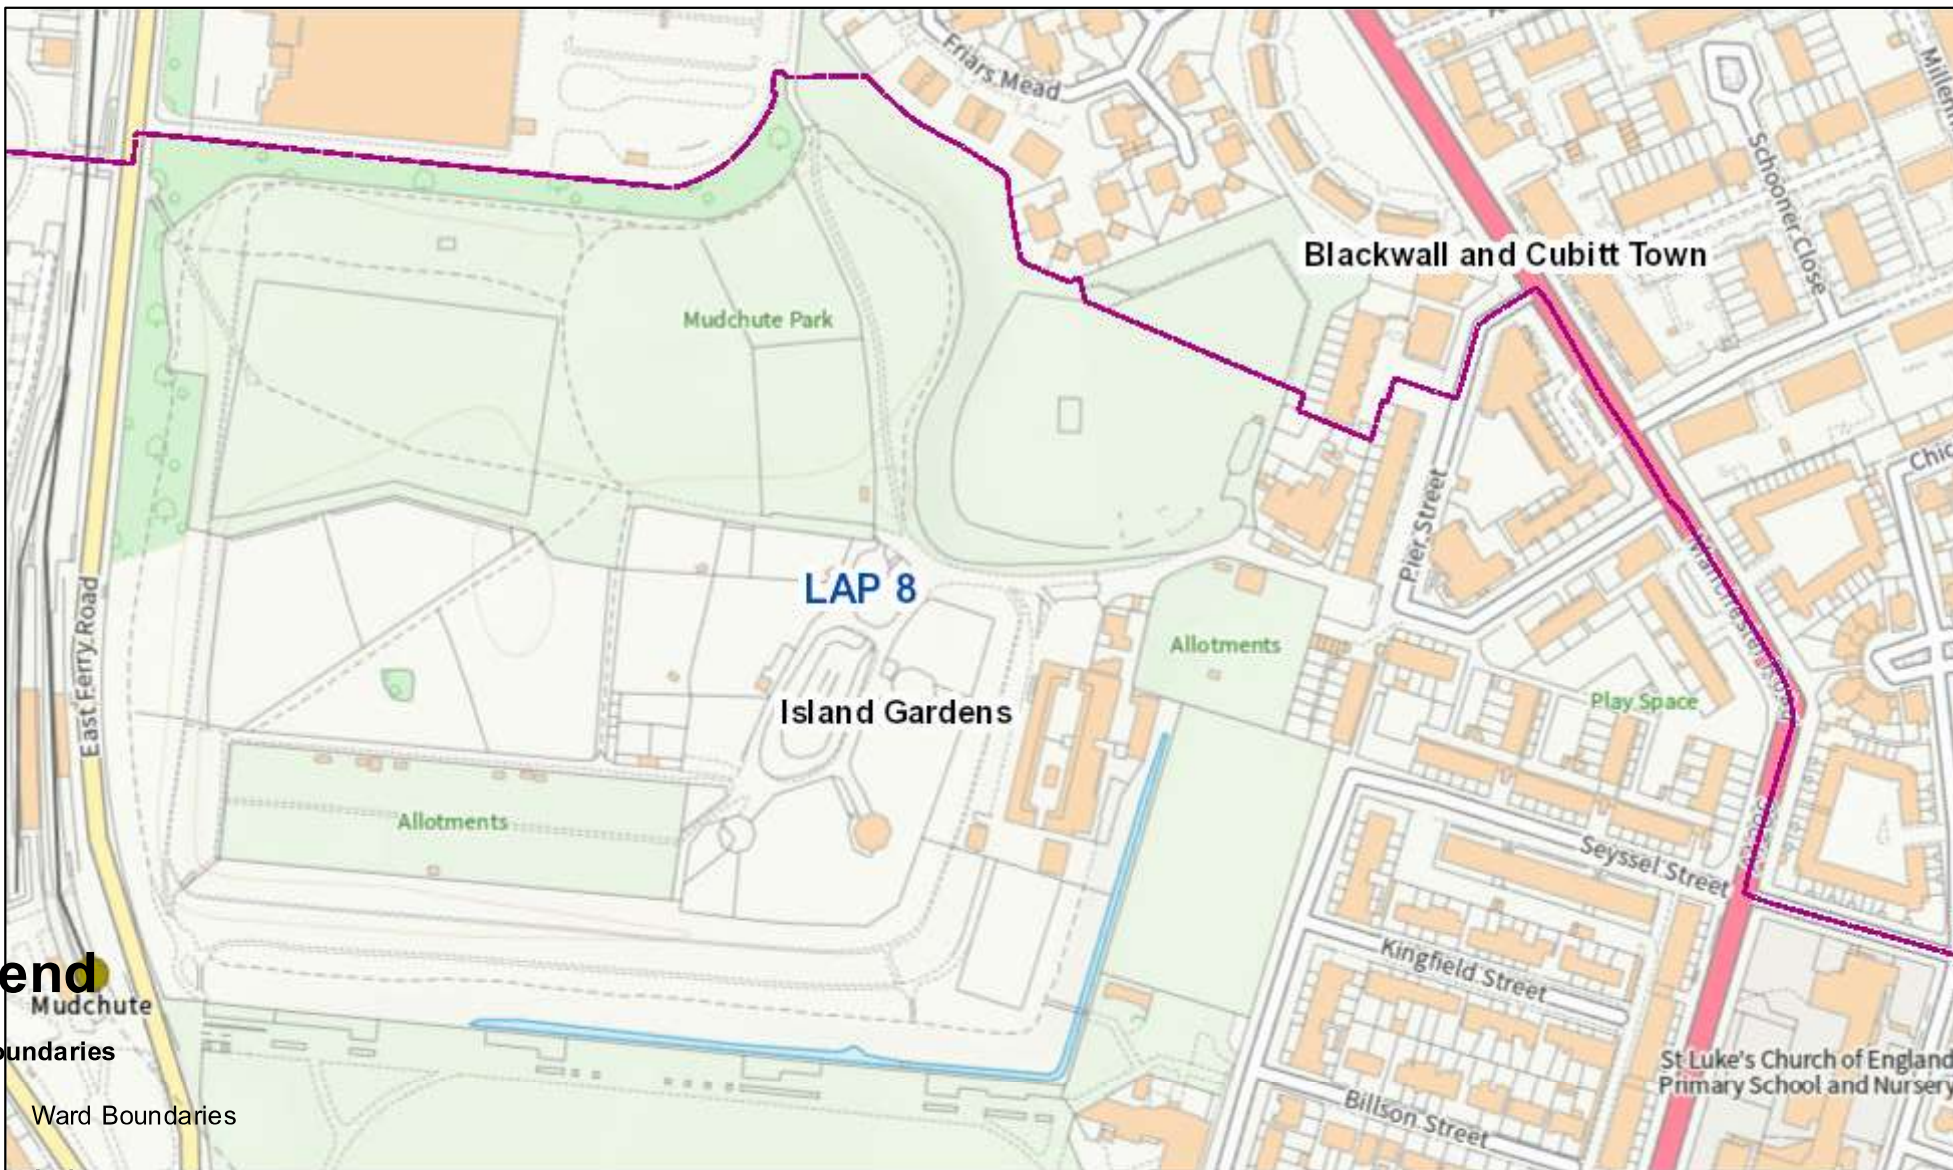 Friars Mead
Schooner Close
Blackwall and Cubitt Town
Mudchute Park
Pier Street
LAP 8
East Ferry Road
Allotments
Island Gardens
Play Space
Allotments
Seyssel Street
Kingfield Street
end
Mudchute
oundaries
St Luke's Church of England
Primary School and Nursery
Ward Boundaries
Billson Street